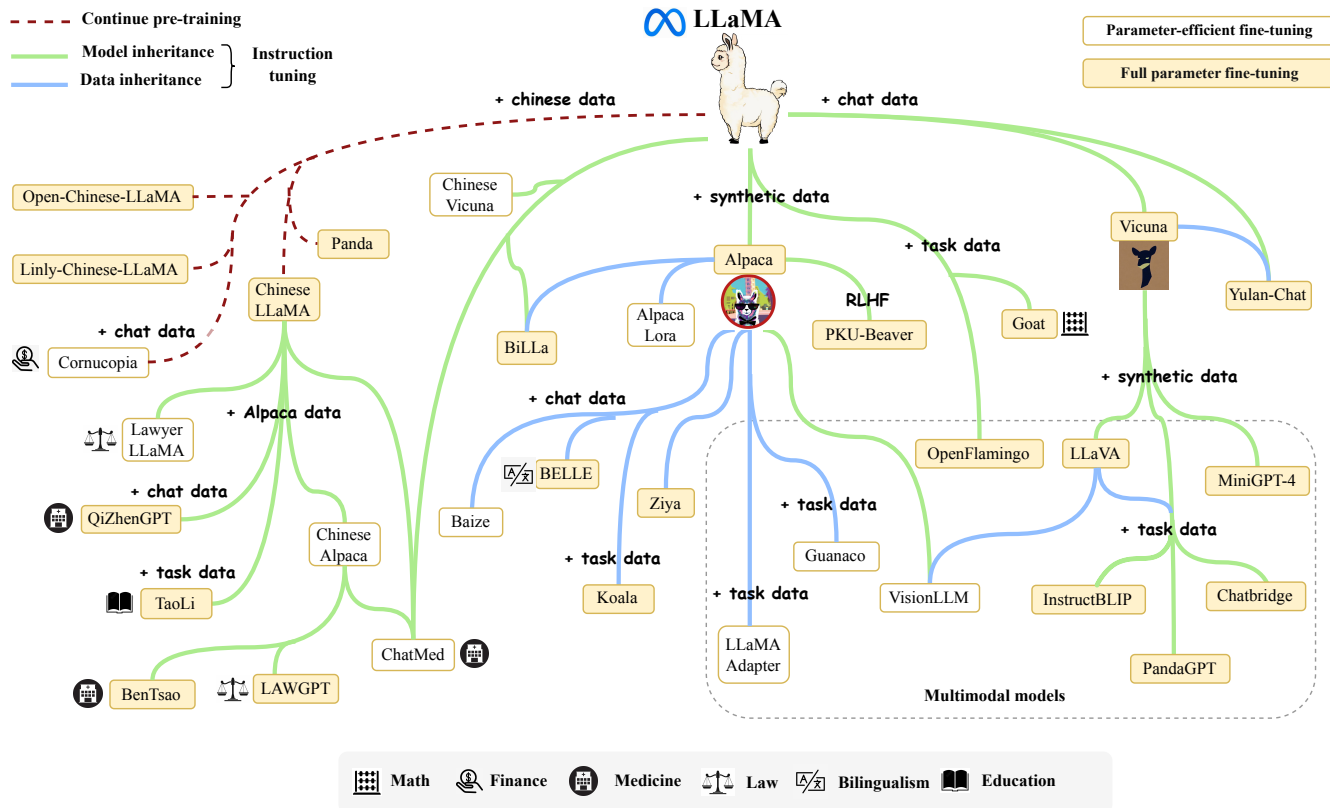 Continue pre-training
Model inheritance
Data inheritance
Instruction
tuning
LLaMA
Parameter-efficient fine-tuning
Full parameter fine-tuning
+ chinese data
+ chat data
Open-Chinese-LLaMA
Linly-Chinese-LLaMA
Panda
Chinese
LLaMA
+ chat data
Cornucopia
Chinese
Vicuna
+ synthetic data
+ task data
Vicuna
Alpaca
Yulan-Chat
BiLLa
Alpaca
Lora
RLHF
PKU-Beaver
Goat
+ synthetic data
+ Alpaca data
Lawyer
LLaMA
+ chat data
QiZhenGPT
+ task data
TaoLi
Chinese
Alpaca
ChatMed
BenTsao
LAWGPT
+ chat data
BELLE
Baize
Ziya
+ task data
Koala
OpenFlamingo
LLaVA
MiniGPT-4
+ task data
Guanaco
+ task data
LLaMA
Adapter
VisionLLM
+ task data
InstructBLIP
Chatbridge
PandaGPT
Multimodal models
Math
Finance
Medicine
Law
Bilingualism
Education